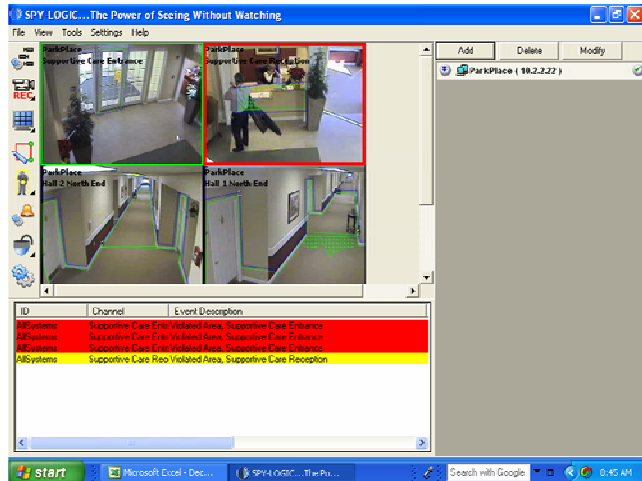 SPY-LOGIC...The Power of Seeing Without Watching
File View Tools Settings Help
ParkPlace
Supportive Care Entrance
ParkPlace
Supportive Care Reception
Add Delete Modify
ParkPlace ( 10.2.2.22 )
REC
ParkPlace
Hall 2 North End
ParkPlace
Hall 1 North End
ID Channel Event Description
AllSystems Supportive Care Entr Violated Area, Supportive Care Entrance
AllSystems Supportive Care Entr Violated Area, Supportive Care Entrance
AllSystems Supportive Care Entr Violated Area, Supportive Care Entrance
AllSystems Supportive Care Rec Violated Area, Supportive Care Reception
start Microsoft Excel - Dec... SPY-LOGIC...The Po... Search with Google 8:45 AM